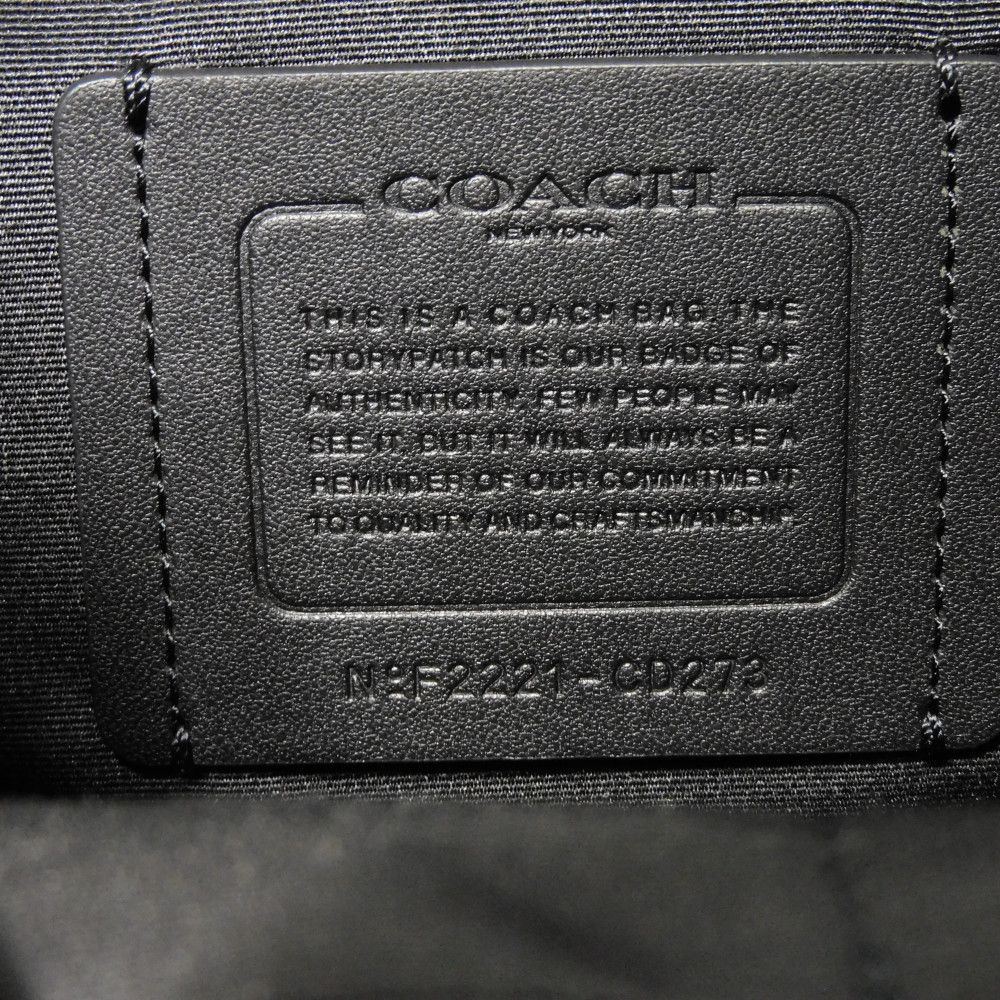 COACH
NEW YORK
THIS IS A COACH BAG. THE
STORYPATCH IS OUR BADGE OF
AUTHENTICITY. FEW PEOPLE MAY
SEE IT, BUT IT WILL ALWAYS BE A
REMINDER OF OUR COMMITMENT
TO QUALITY AND CRAFTSMANSHIP.
Nº F2221-CD273